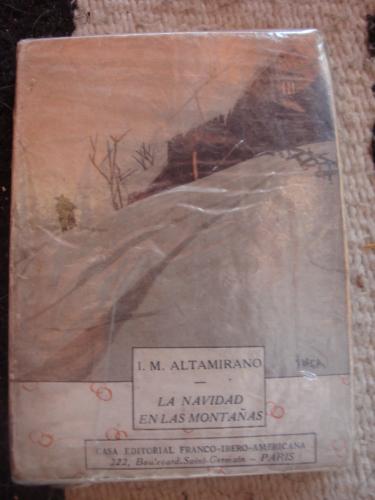 I. M. ALTAMIRANO
LA NAVIDAD
EN LAS MONTAÑAS
CASA EDITORIAL FRANCO-IBERO-AMERICANA
222, Boulevard Saint-Germain - PARIS